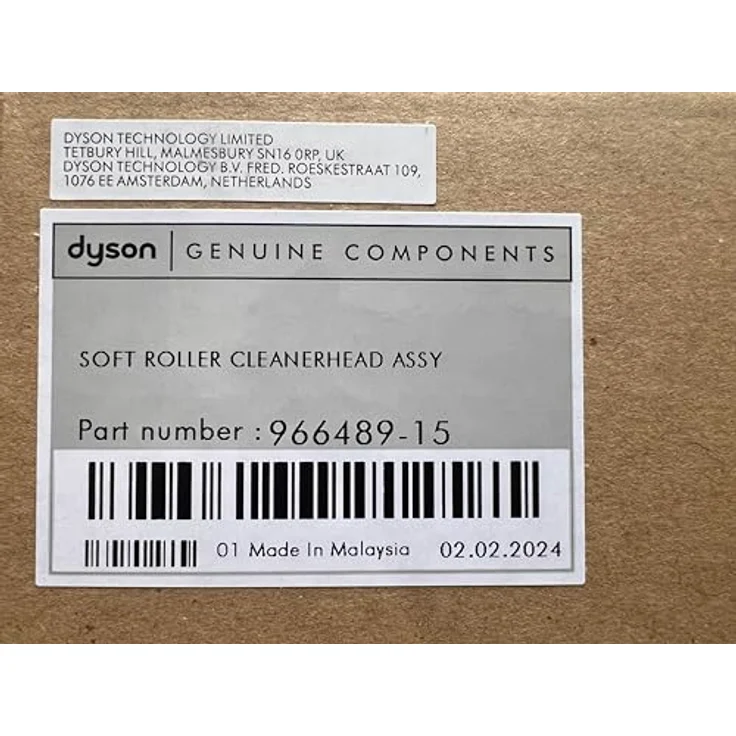 DYSON TECHNOLOGY LIMITED
TETBURY HILL, MALMESBURY SN16 0RP, UK
DYSON TECHNOLOGY B.V. FRED. ROESKESTRAAT 109,
1076 EE AMSTERDAM, NETHERLANDS
dyson | GENUINE COMPONENTS
SOFT ROLLER CLEANERHEAD ASSY
Part number : 966489-15
01 Made In Malaysia 02.02.2024